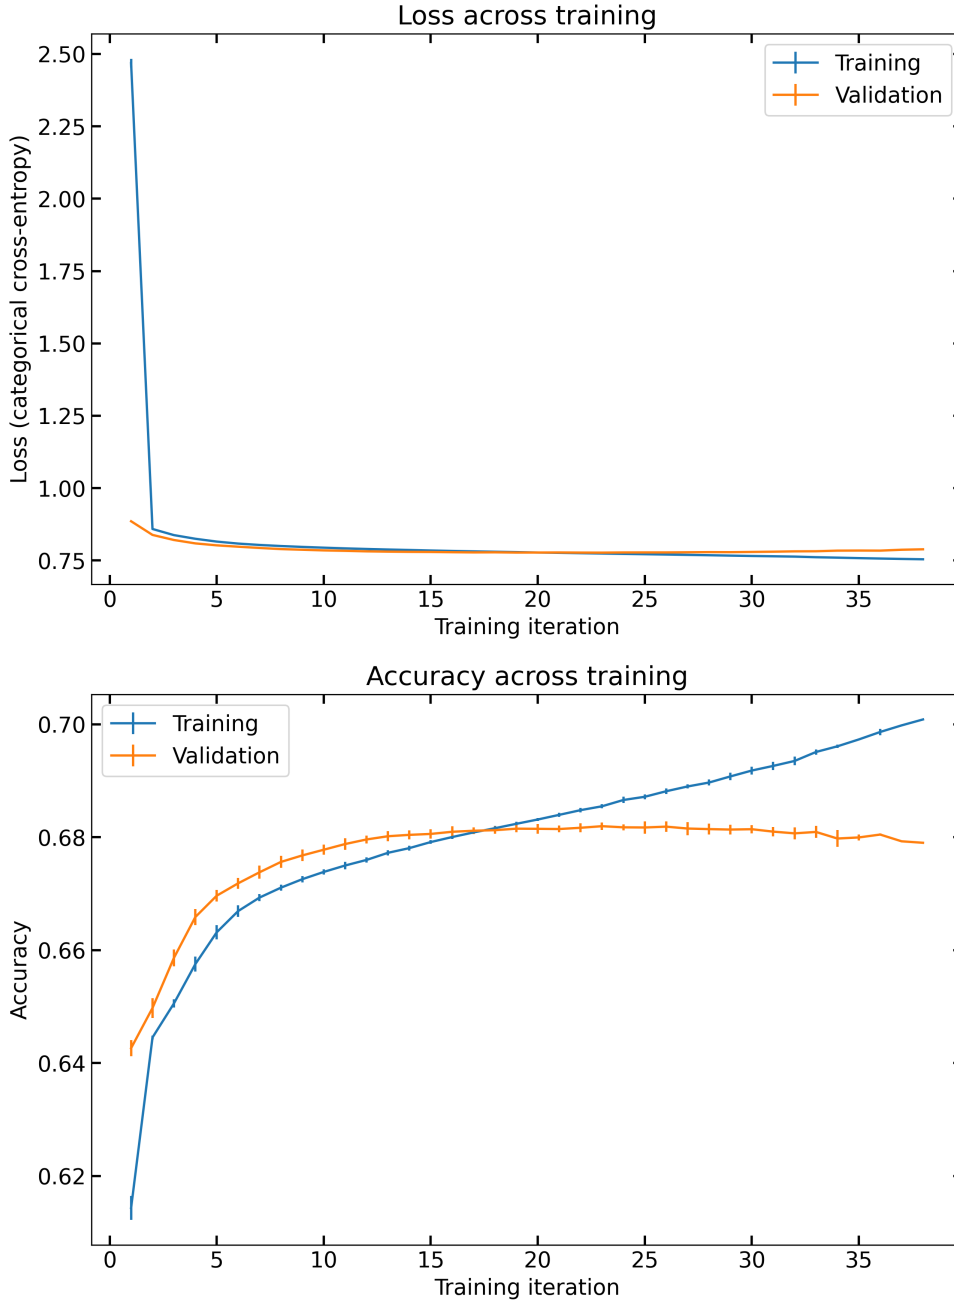 Loss across training
2.50
2.25
2.00
1.75
1.50
1.25
1.00
0.75
Loss (categorical cross-entropy)
Training
Validation
0 5 10 15 20 25 30 35
Training iteration
Accuracy across training
0.70
0.68
0.66
0.64
0.62
Accuracy
Training
Validation
0 5 10 15 20 25 30 35
Training iteration